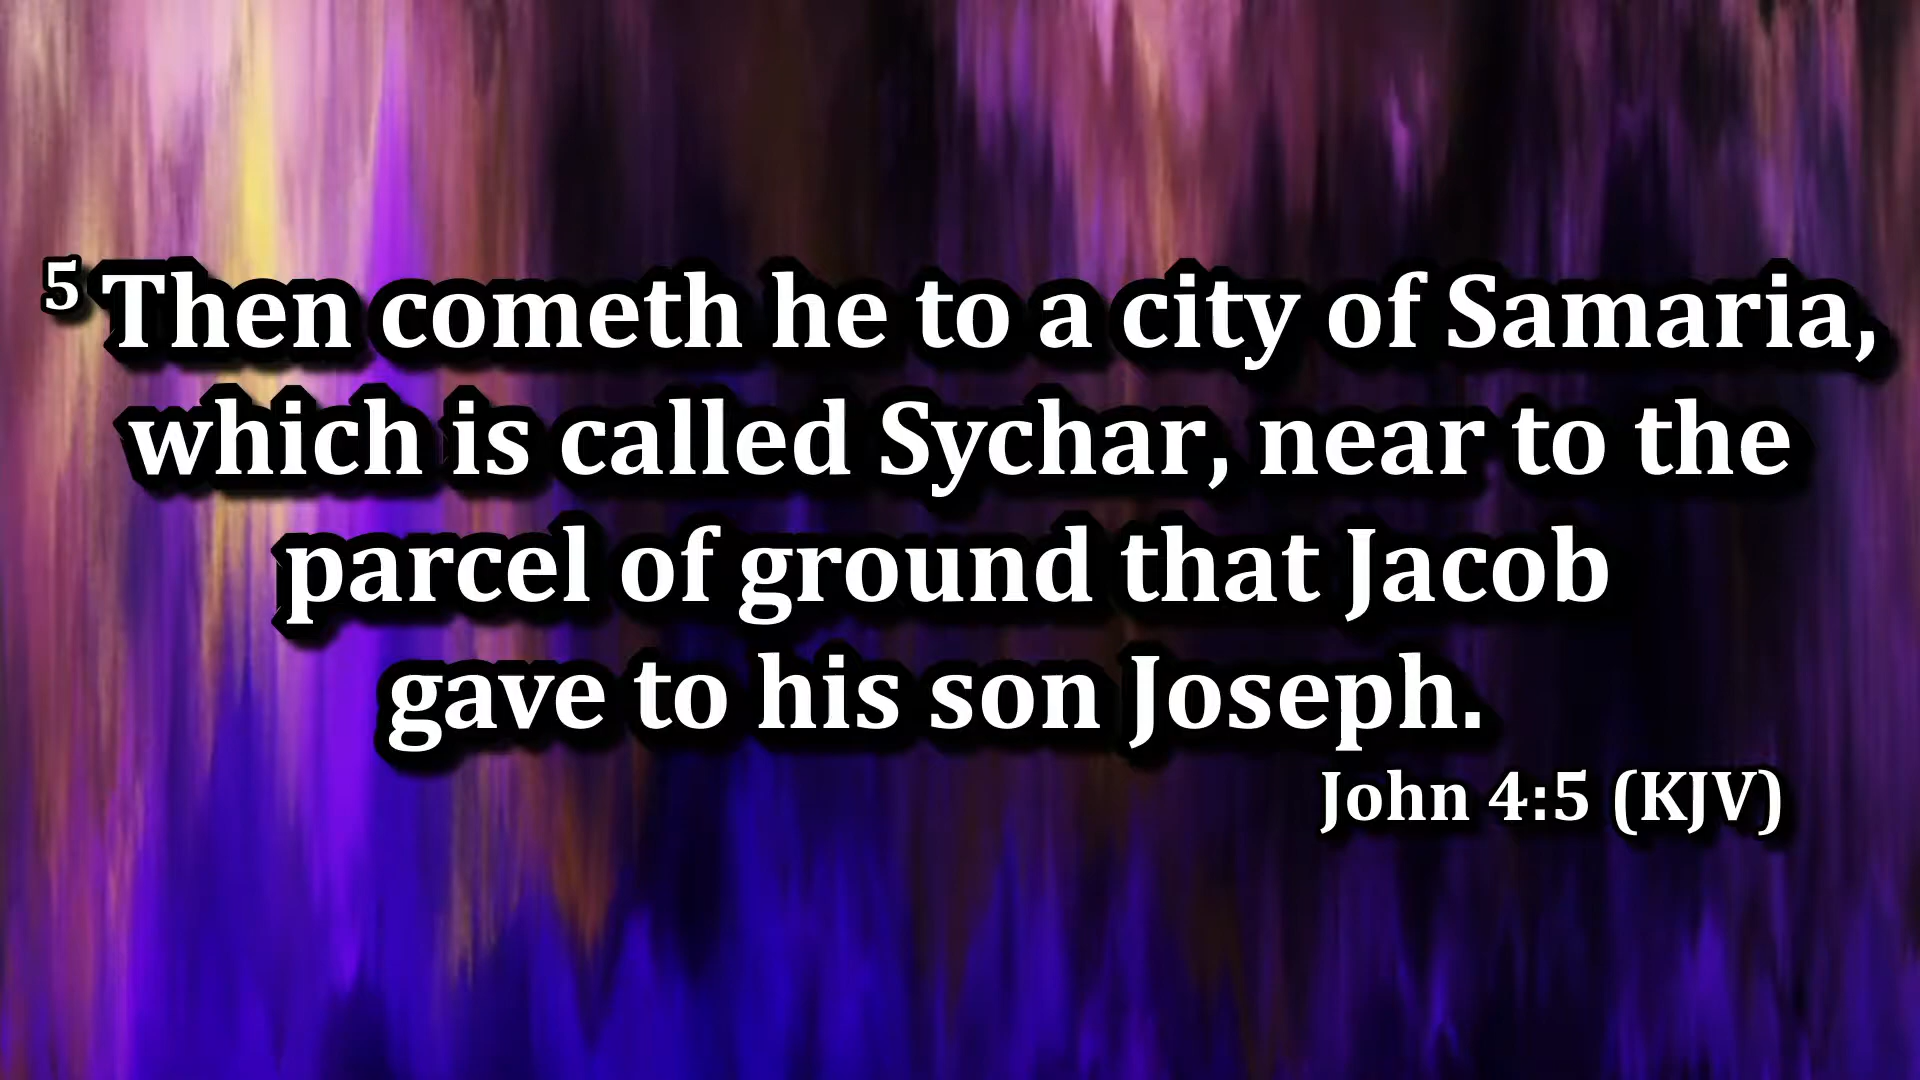 5 Then cometh he to a city of Samaria,
which is called Sychar, near to the
parcel of ground that Jacob
gave to his son Joseph.
John 4:5 (KJV)